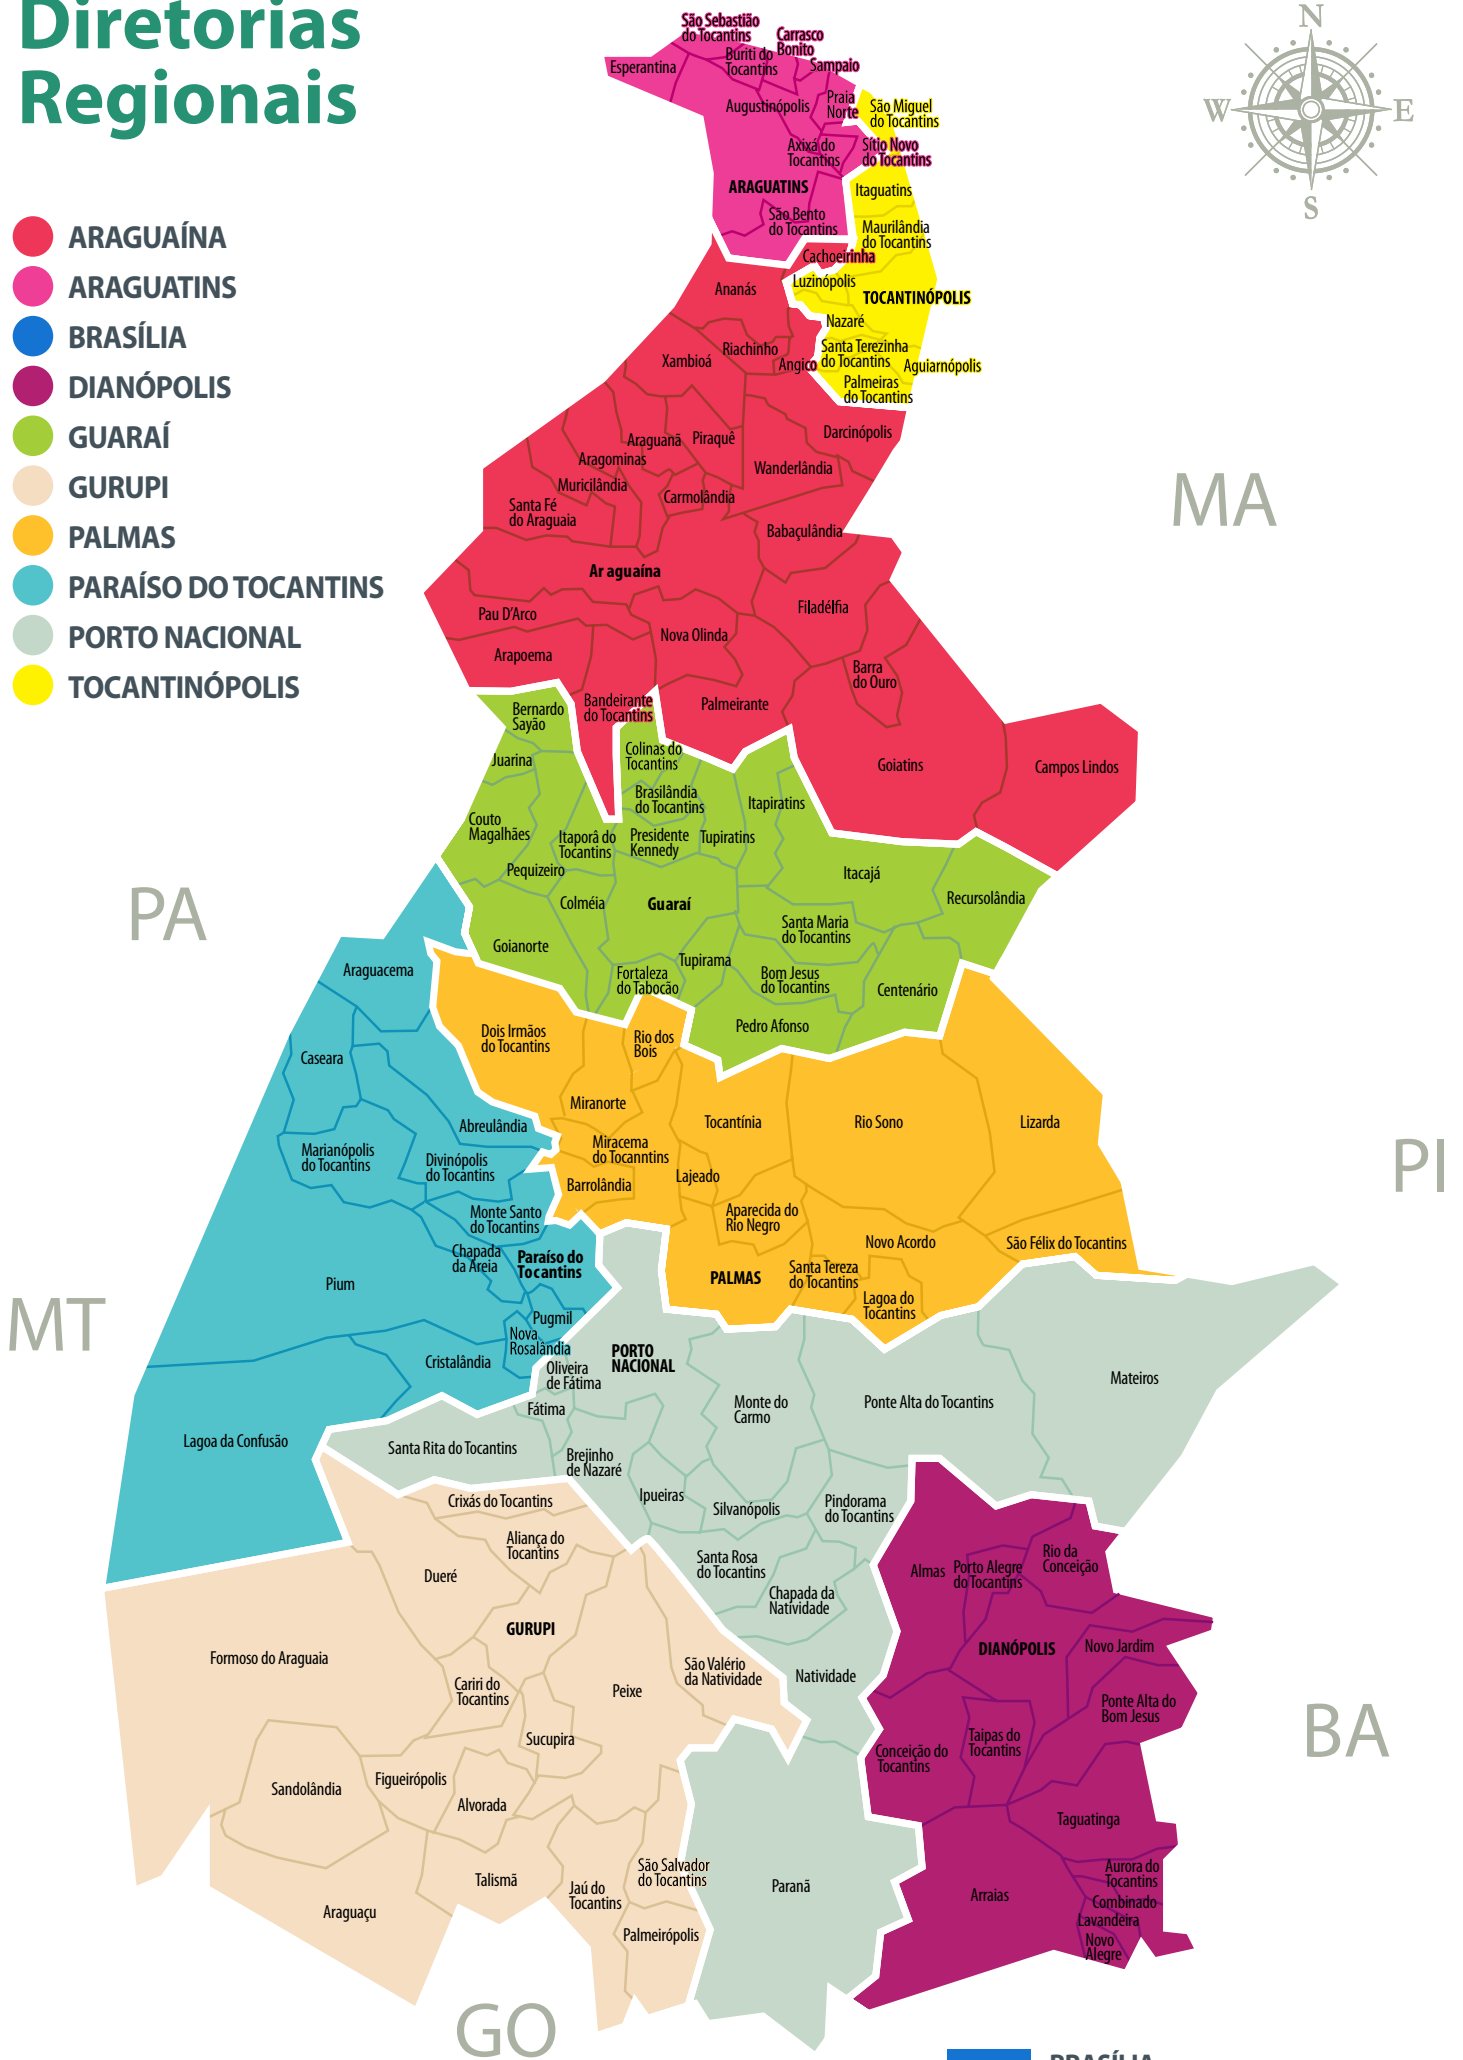 Diretorias
Regionais
ARAGUAÍNA
ARAGUATINS
BRASÍLIA
DIANÓPOLIS
GUARAÍ
GURUPI
PALMAS
PARAÍSO DO TOCANTINS
PORTO NACIONAL
TOCANTINÓPOLIS
N
W
E
S
MA
PA
PI
MT
BA
GO
São Sebastião
do Tocantins
Carrasco
Bonito
Esperantina
Buriti do
Tocantins
Sampaio
Augustinópolis
Praia
Norte
São Miguel
do Tocantins
Axixá do
Tocantins
Sítio Novo
do Tocantins
ARAGUATINS
Itaguatins
São Bento
do Tocantins
Maurilândia
do Tocantins
Cachoeirinha
Ananás
Luzinópolis
TOCANTINÓPOLIS
Nazaré
Riachinho
Xambioá
Angico
Santa Terezinha
do Tocantins
Aguiarnópolis
Palmeiras
do Tocantins
Araguanã
Piraquê
Darcinópolis
Aragominas
Wanderlândia
Muricilândia
Carmolândia
Santa Fé
do Araguaia
Babaçulândia
Ar aguaína
Pau D'Arco
Filadélfia
Nova Olinda
Arapoema
Barra
do Ouro
Bandeirante
do Tocantins
Palmeirante
Goiatins
Campos Lindos
Bernardo
Sayão
Juarina
Colinas do
Tocantins
Brasilândia
do Tocantins
Itapiratins
Couto
Magalhães
Itaporã do
Tocantins
Presidente
Kennedy
Tupiratins
Pequizeiro
Itacajá
Colméia
Guaraí
Recursolândia
Santa Maria
do Tocantins
Goianorte
Tupirama
Fortaleza
do Tabocão
Bom Jesus
do Tocantins
Centenário
Pedro Afonso
Araguacema
Dois Irmãos
do Tocantins
Rio dos
Bois
Caseara
Miranorte
Abreulândia
Tocantínia
Rio Sono
Lizarda
Marianópolis
do Tocantins
Miracema
do Tocanntins
Divinópolis
do Tocantins
Lajeado
Barrolândia
Monte Santo
do Tocantins
Aparecida do
Rio Negro
Chapada
da Areia
Paraíso do
Tocantins
Novo Acordo
São Félix do Tocantins
Pium
PALMAS
Santa Tereza
do Tocantins
Lagoa do
Tocantins
Pugmil
Nova
Rosalândia
Cristalândia
PORTO
NACIONAL
Oliveira
de Fátima
Mateiros
Fátima
Monte do
Carmo
Ponte Alta do Tocantins
Lagoa da Confusão
Santa Rita do Tocantins
Brejinho
de Nazaré
Ipueiras
Silvanópolis
Pindorama
do Tocantins
Crixás do Tocantins
Aliança do
Tocantins
Dueré
Santa Rosa
do Tocantins
Chapada da
Natividade
Almas
Porto Alegre
do Tocantins
Rio da
Conceição
GURUPI
DIANÓPOLIS
Novo Jardim
Formoso do Araguaia
Cariri do
Tocantins
Peixe
São Valério
da Natividade
Natividade
Ponte Alta do
Bom Jesus
Sucupira
Taipas do
Tocantins
Conceição do
Tocantins
Sandolândia
Figueirópolis
Alvorada
Taguatinga
Talismã
São Salvador
do Tocantins
Jaú do
Tocantins
Paranã
Arraias
Aurora do
Tocantins
Combinado
Lavandeira
Novo
Alegre
Araguaçu
Palmeirópolis
BRASÍLIA